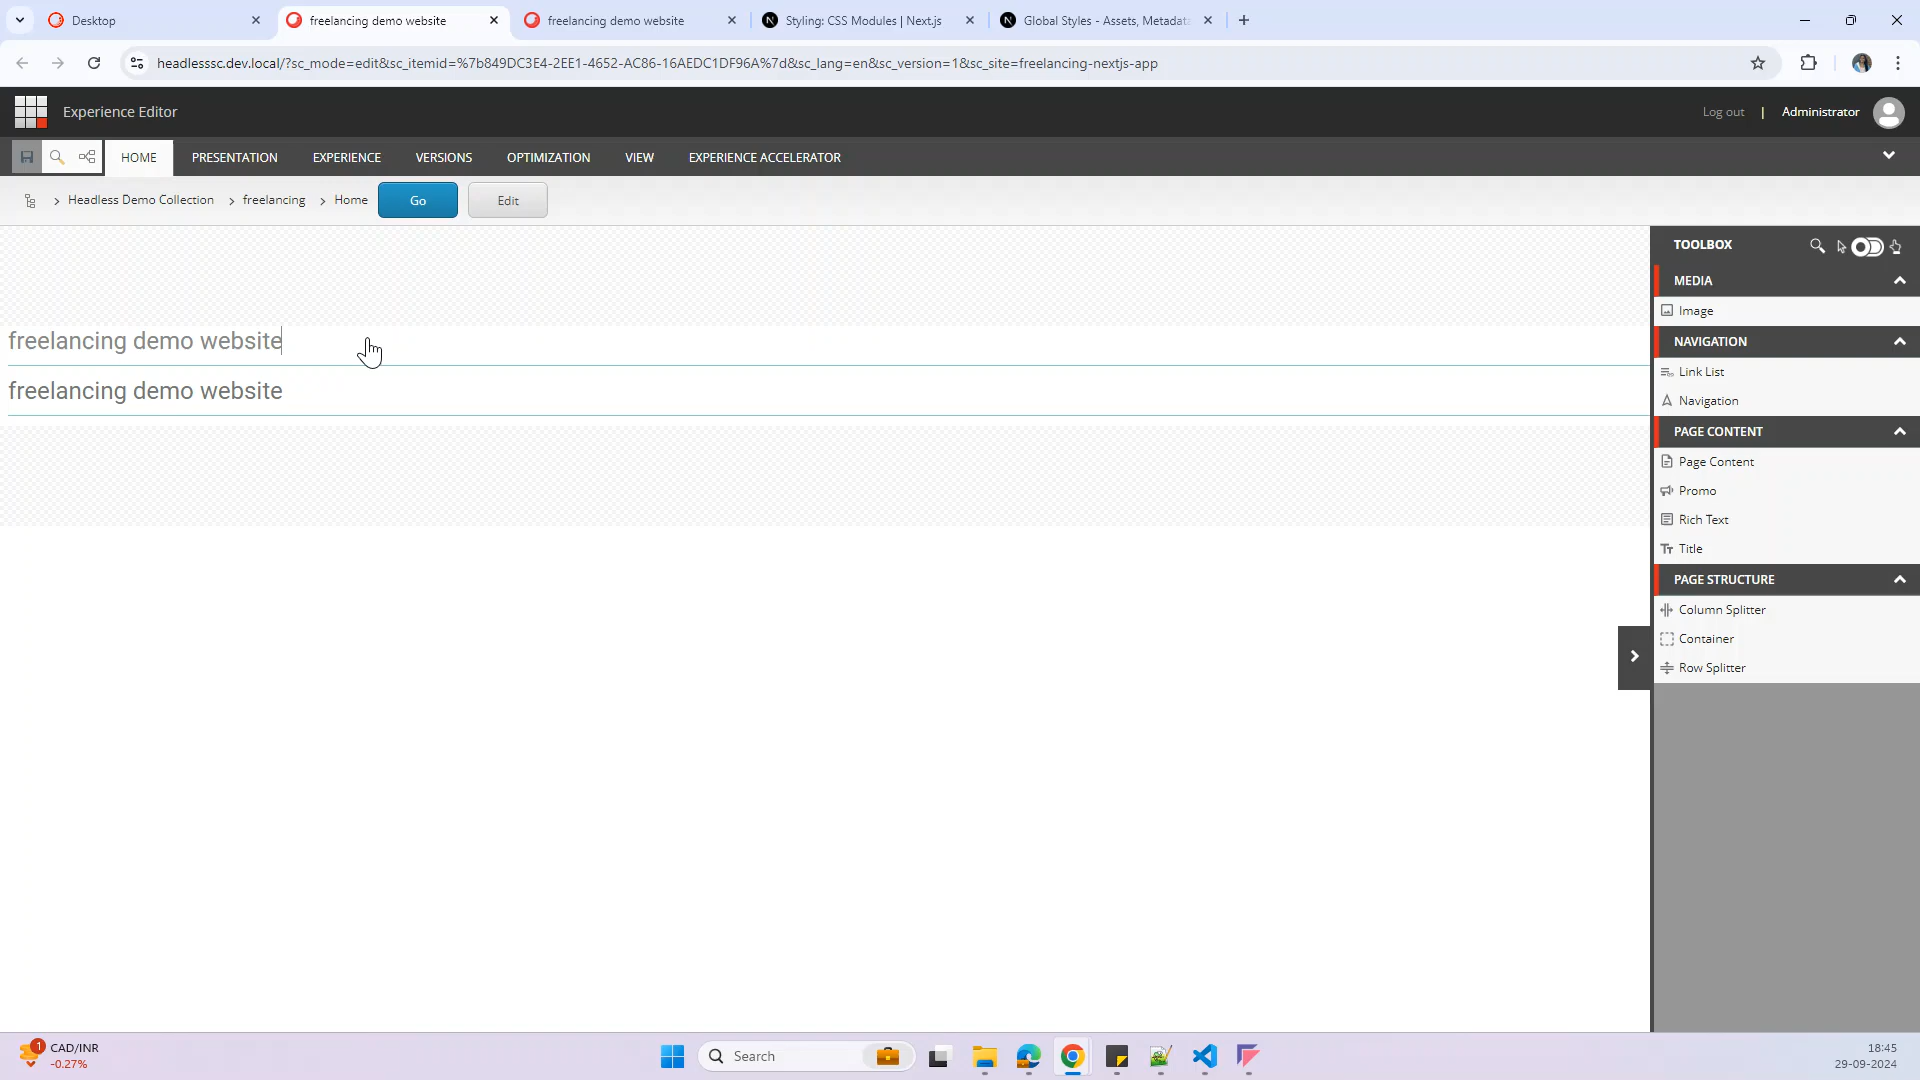 Desktop
freelancing demo website
freelancing demo website
Styling: CSS Modules | Next.js
Global Styles - Assets, Metadat
headlesssc.dev.local/?sc_mode=edit&sc_itemid=%7b849DC3E4-2EE1-4652-AC86-16AEDC1DF96A%7d&sc_lang=en&sc_version=1&sc_site=freelancing-nextjs-app
Experience Editor
Log out | Administrator
HOME PRESENTATION EXPERIENCE VERSIONS OPTIMIZATION VIEW EXPERIENCE ACCELERATOR
Headless Demo Collection freelancing Home Go Edit
freelancing demo website
freelancing demo website
TOOLBOX
MEDIA
Image
NAVIGATION
Link List
Navigation
PAGE CONTENT
Page Content
Promo
Rich Text
Title
PAGE STRUCTURE
Column Splitter
Container
Row Splitter
1
CAD/INR
-0.27%
Search
18:45
29-09-2024